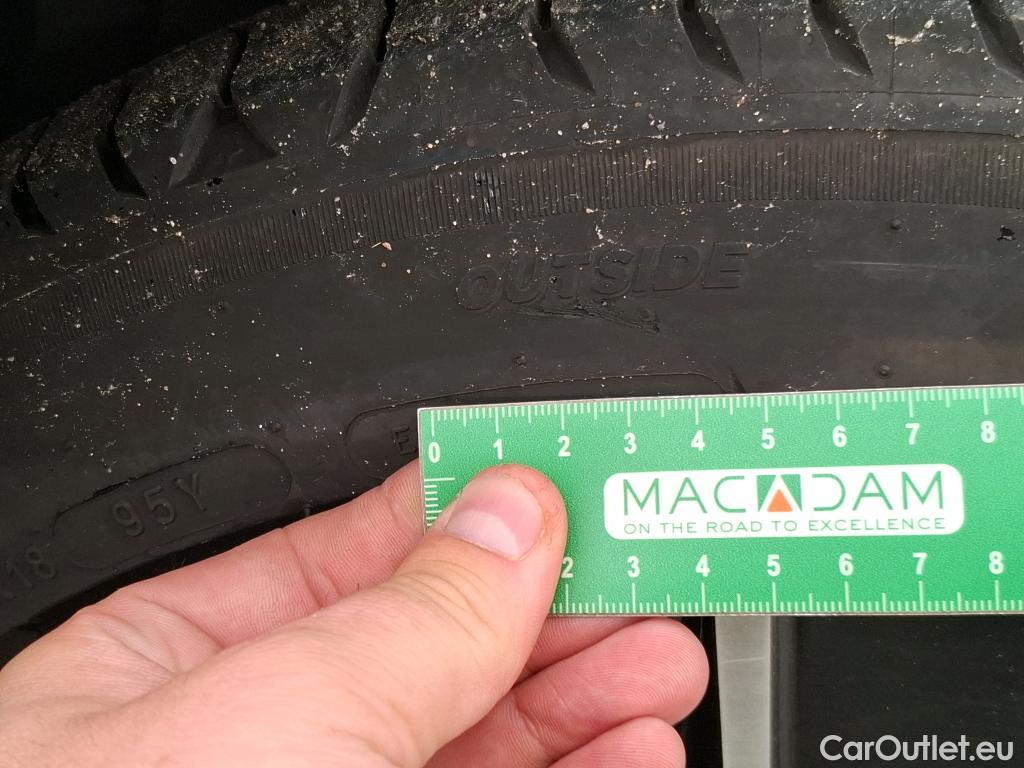 OUTSIDE
95Y
18
E
0 1 2 3 4 5 6 7 8
MACADAM
ON THE ROAD TO EXCELLENCE
2 3 4 5 6 7 8
CarOutlet.eu